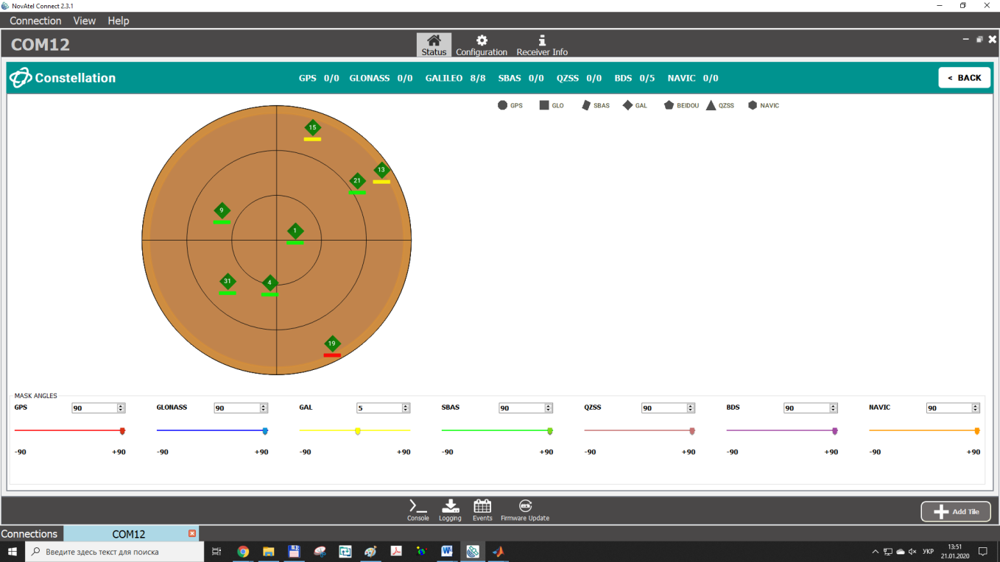 NovAtel Connect 2.3.1
Connection View Help
COM12
Status Configuration Receiver Info
Constellation GPS 0/0 GLONASS 0/0 GALILEO 8/8 SBAS 0/0 QZSS 0/0 BDS 0/5 NAVIC 0/0 < BACK
GPS GLO SBAS GAL BEIDOU QZSS NAVIC
15
13
21
9
1
31
4
19
MASK ANGLES
GPS 90 GLONASS 90 GAL 5 SBAS 90 QZSS 90 BDS 90 NAVIC 90
-90 +90 -90 +90 -90 +90 -90 +90 -90 +90 -90 +90 -90 +90
Console Logging Events Firmware Update
Add Tile
Connections COM12
Введите здесь текст для поиска
УКР
13:51
21.01.2020